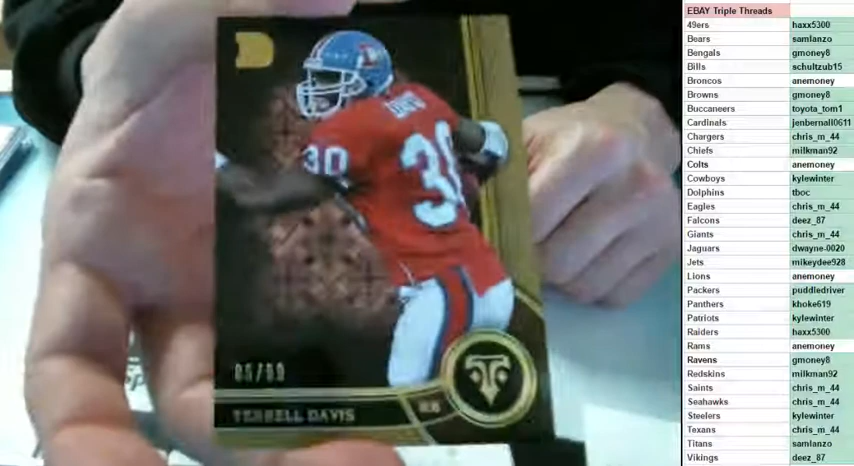 DAVIS
30
30
TERRELL DAVIS
EBAY Triple Threads
49ers haxx5300
Bears samlanzo
Bengals gmoney8
Bills schultzub15
Broncos anemoney
Browns gmoney8
Buccaneers toyota_tom1
Cardinals jenbernall0611
Chargers chris_m_44
Chiefs milkman92
Colts anemoney
Cowboys kylewinter
Dolphins tboc
Eagles chris_m_44
Falcons deez_87
Giants chris_m_44
Jaguars dwayne-0020
Jets mikeydee928
Lions anemoney
Packers puddledriver
Panthers khoke619
Patriots kylewinter
Raiders haxx5300
Rams anemoney
Ravens gmoney8
Redskins milkman92
Saints chris_m_44
Seahawks chris_m_44
Steelers kylewinter
Texans chris_m_44
Titans samlanzo
Vikings deez_87